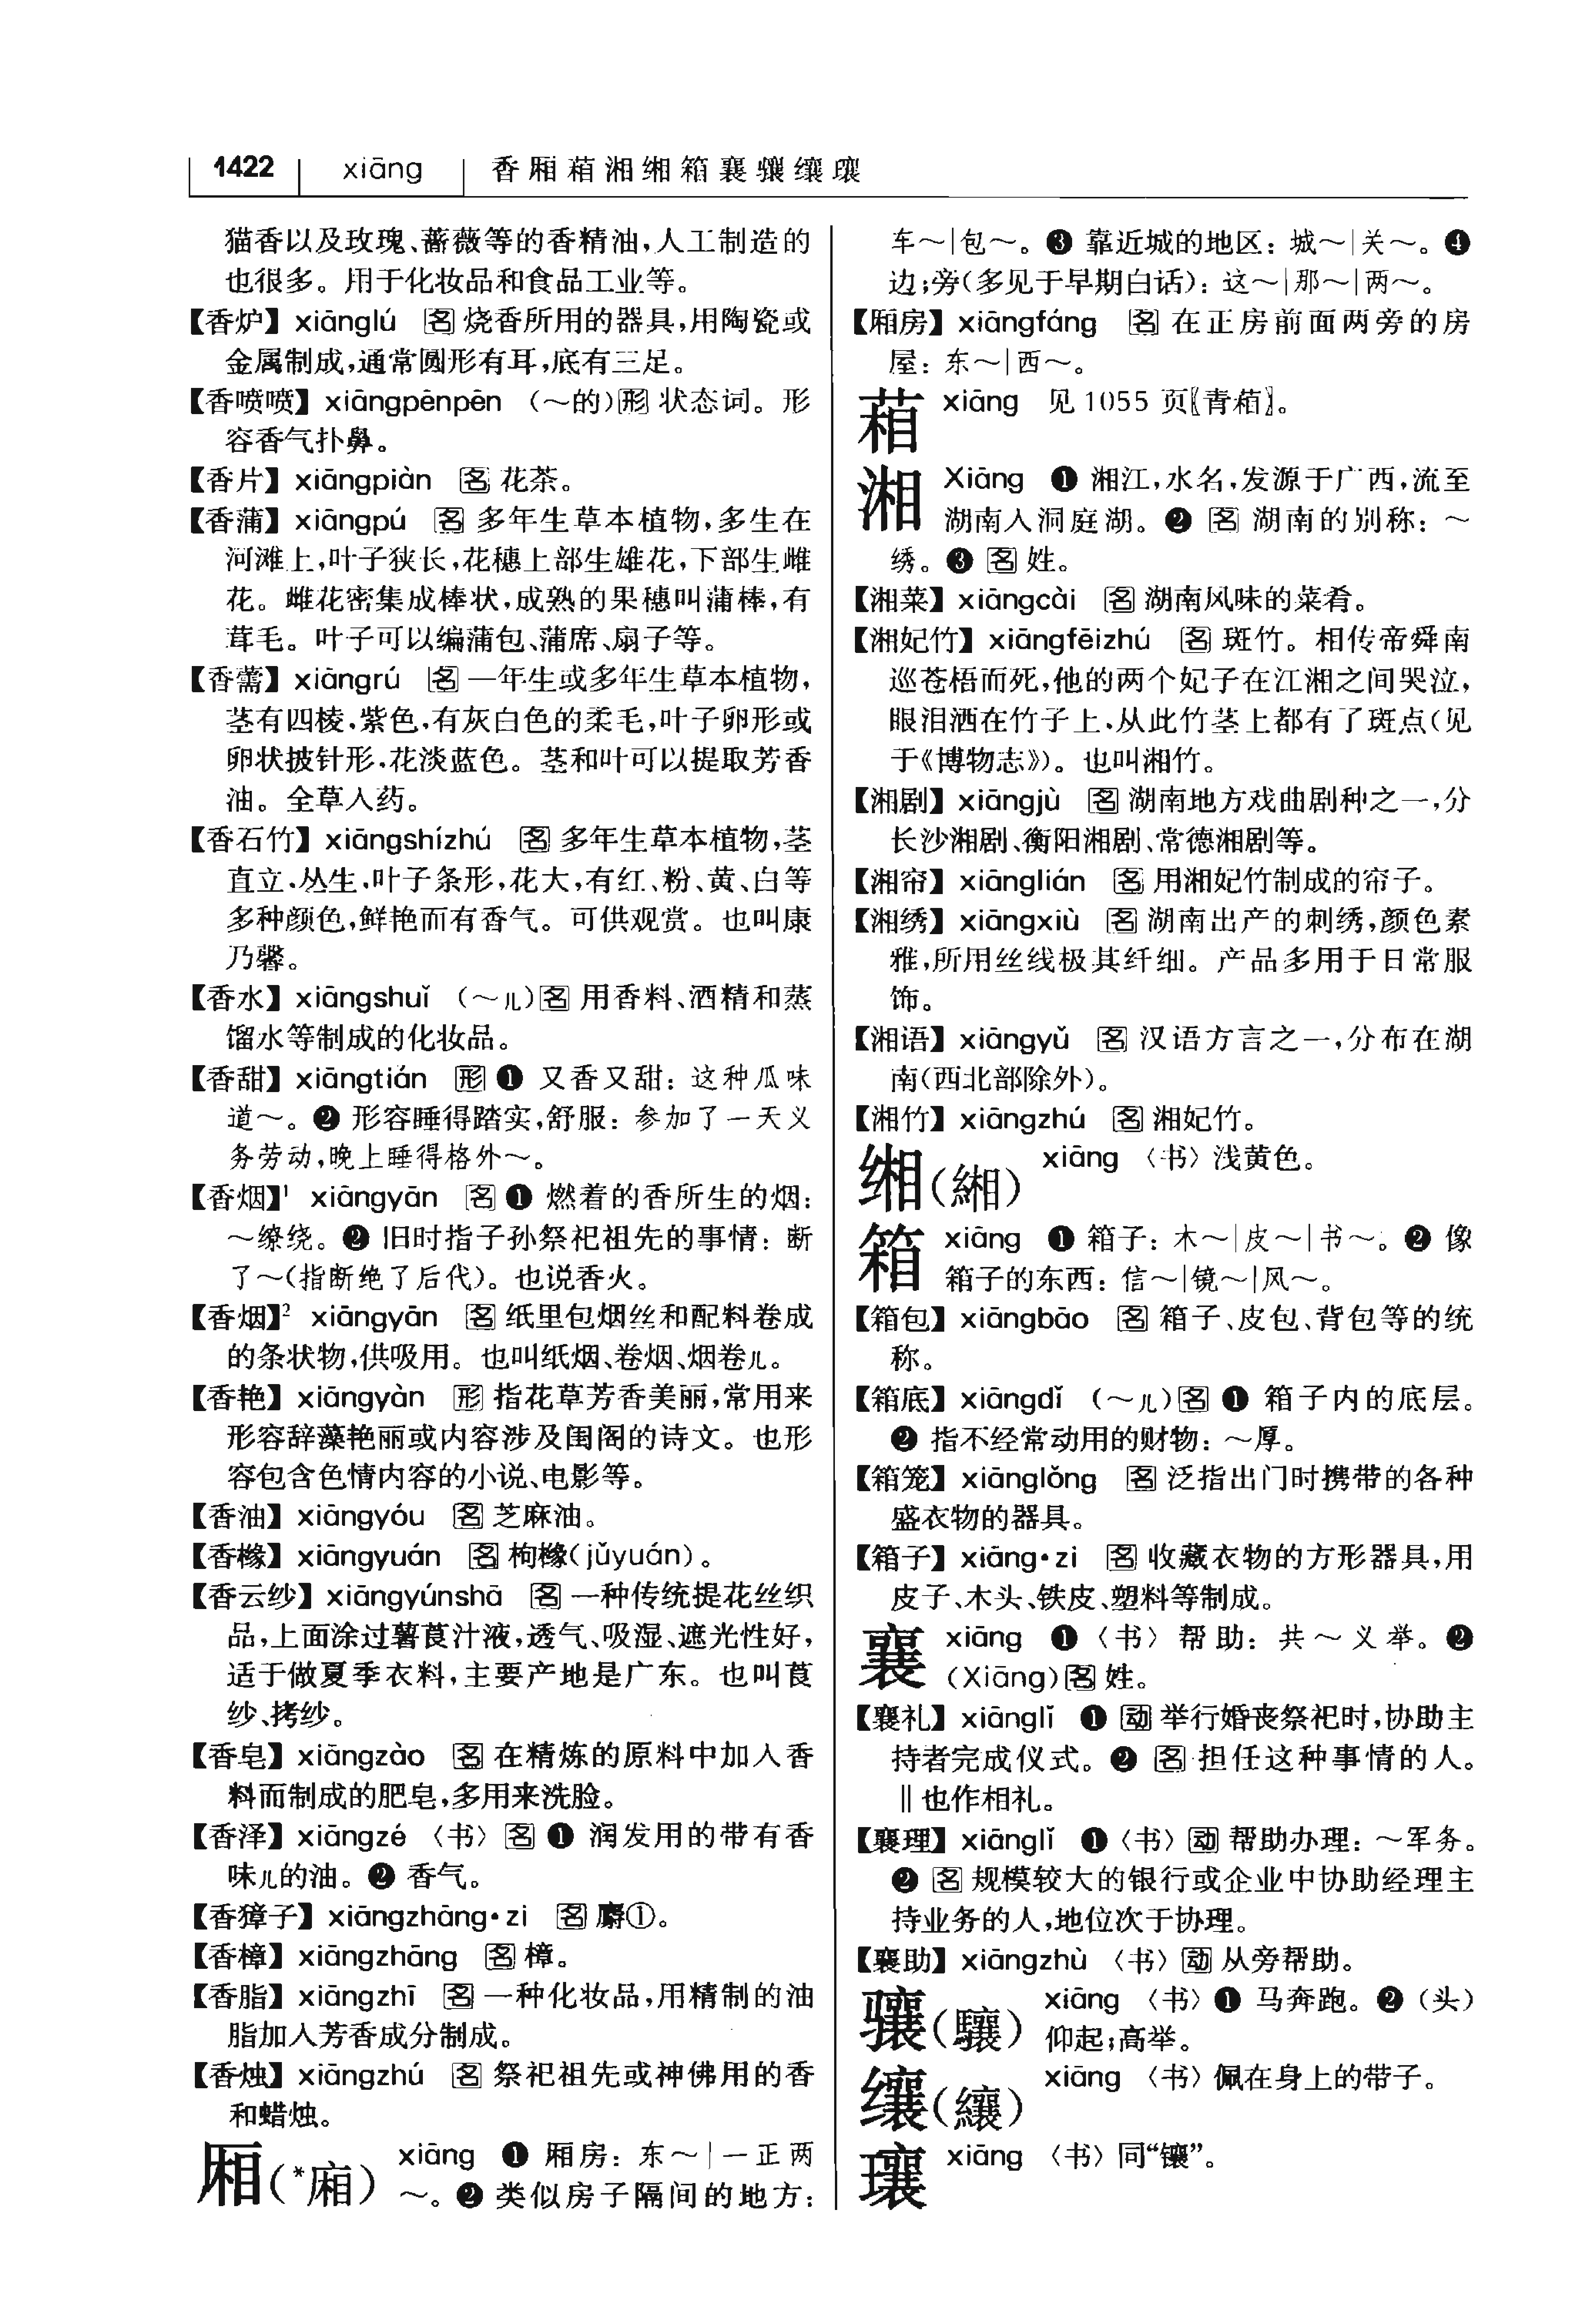 1422 xiāng 香厢葙湘缃箱襄骧缳瓖
猫香以及玫瑰、蔷薇等的香精油,人工制造的
也很多。用于化妆品和食品工业等。
【香炉】xiānglú 名 烧香所用的器具,用陶瓷或
金属制成,通常圆形有耳,底有三足。
【香喷喷】xiāngpēnpēn (～的)形 状态词。形
容香气扑鼻。
【香片】xiāngpiàn 名 花茶。
【香蒲】xiāngpú 名 多年生草本植物,多生在
河滩上,叶子狭长,花穗上部生雄花,下部生雌
花。雌花密集成棒状,成熟的果穗叫蒲棒,有
茸毛。叶子可以编蒲包、蒲席、扇子等。
【香薷】xiāngrú 名 一年生或多年生草本植物,
茎有四棱,紫色,有灰白色的柔毛,叶子卵形或
卵状披针形,花淡蓝色。茎和叶可以提取芳香
油。全草入药。
【香石竹】xiāngshízhú 名 多年生草本植物,茎
直立,丛生,叶子条形,花大,有红、粉、黄、白等
多种颜色,鲜艳而有香气。可供观赏。也叫康
乃馨。
【香水】xiāngshuǐ (～儿)名 用香料、酒精和蒸
馏水等制成的化妆品。
【香甜】xiāngtián 形 ❶ 又香又甜：这种瓜味
道～。❷ 形容睡得踏实,舒服：参加了一天义
务劳动,晚上睡得格外～。
【香烟】¹ xiāngyān 名 ❶ 燃着的香所生的烟：
～缭绕。❷ 旧时指子孙祭祀祖先的事情：断
了～(指断绝了后代)。也说香火。
【香烟】² xiāngyān 名 纸里包烟丝和配料卷成
的条状物,供吸用。也叫纸烟、卷烟、烟卷儿。
【香艳】xiāngyàn 形 指花草芳香美丽,常用来
形容辞藻艳丽或内容涉及闺阁的诗文。也形
容包含色情内容的小说、电影等。
【香油】xiāngyóu 名 芝麻油。
【香橼】xiāngyuán 名 枸橼(jǔyuán)。
【香云纱】xiāngyúnshā 名 一种传统提花丝织
品,上面涂过薯莨汁液,透气、吸湿、遮光性好,
适于做夏季衣料,主要产地是广东。也叫莨
纱、拷纱。
【香皂】xiāngzào 名 在精炼的原料中加入香
料而制成的肥皂,多用来洗脸。
【香泽】xiāngzé 〈书〉名 ❶ 润发用的带有香
味儿的油。❷ 香气。
【香獐子】xiāngzhāng·zi 名 麝①。
【香樟】xiāngzhāng 名 樟。
【香脂】xiāngzhī 名 一种化妆品,用精制的油
脂加入芳香成分制成。
【香烛】xiāngzhú 名 祭祀祖先或神佛用的香
和蜡烛。
厢(*廂) xiāng ❶ 厢房：东～|一正两
～。❷ 类似房子隔间的地方：
车～|包～。❸ 靠近城的地区：城～|关～。❹
边;旁(多见于早期白话)：这～|那～|两～。
【厢房】xiāngfáng 名 在正房前面两旁的房
屋：东～|西～。
葙 xiāng 见 1055 页〖青葙〗。
湘 Xiāng ❶ 湘江,水名,发源于广西,流至
湖南入洞庭湖。❷ 名 湖南的别称：～
绣。❸ 名 姓。
【湘菜】xiāngcài 名 湖南风味的菜肴。
【湘妃竹】xiāngfēizhú 名 斑竹。相传帝舜南
巡苍梧而死,他的两个妃子在江湘之间哭泣,
眼泪洒在竹子上,从此竹茎上都有了斑点(见
于《博物志》)。也叫湘竹。
【湘剧】xiāngjù 名 湖南地方戏曲剧种之一,分
长沙湘剧、衡阳湘剧、常德湘剧等。
【湘帘】xiānglián 名 用湘妃竹制成的帘子。
【湘绣】xiāngxiù 名 湖南出产的刺绣,颜色素
雅,所用丝线极其纤细。产品多用于日常服
饰。
【湘语】xiāngyǔ 名 汉语方言之一,分布在湖
南(西北部除外)。
【湘竹】xiāngzhú 名 湘妃竹。
缃(緗) xiāng 〈书〉浅黄色。
箱 xiāng ❶ 箱子：木～|皮～|书～。❷ 像
箱子的东西：信～|镜～|风～。
【箱包】xiāngbāo 名 箱子、皮包、背包等的统
称。
【箱底】xiāngdǐ (～儿)名 ❶ 箱子内的底层。
❷ 指不经常动用的财物：～厚。
【箱笼】xiānglǒng 名 泛指出门时携带的各种
盛衣物的器具。
【箱子】xiāng·zi 名 收藏衣物的方形器具,用
皮子、木头、铁皮、塑料等制成。
襄 xiāng ❶〈书〉帮助：共～义举。❷
(Xiāng)名 姓。
【襄礼】xiānglǐ ❶ 动 举行婚丧祭祀时,协助主
持者完成仪式。❷ 名 担任这种事情的人。
‖也作相礼。
【襄理】xiānglǐ ❶〈书〉动 帮助办理：～军务。
❷ 名 规模较大的银行或企业中协助经理主
持业务的人,地位次于协理。
【襄助】xiāngzhù 〈书〉动 从旁帮助。
骧(驤) xiāng 〈书〉❶ 马奔跑。❷(头)
仰起;高举。
纕(纕) xiāng 〈书〉佩在身上的带子。
瓖 xiāng 〈书〉同“镶”。